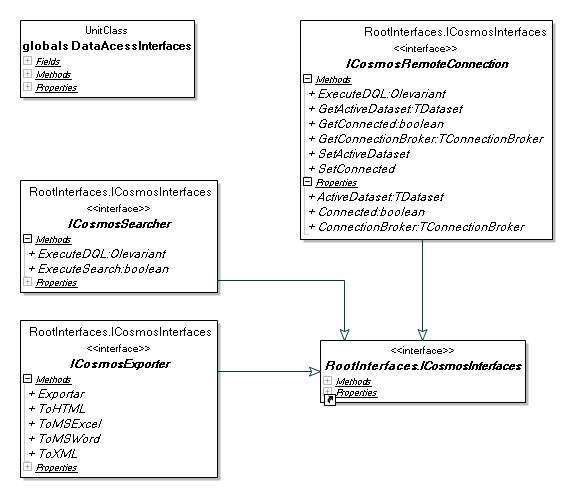 UnitClass
globals DataAcessInterfaces
Fields
Methods
Properties
RootInterfaces.ICosmosInterfaces
<<interface>>
ICosmosRemoteConnection
Methods
+ ExecuteDQL:Olevariant
+ GetActiveDataset:TDataset
+ GetConnected:boolean
+ GetConnectionBroker:TConnectionBroker
+ SetActiveDataset
+ SetConnected
Properties
+ ActiveDataset:TDataset
+ Connected:boolean
+ ConnectionBroker:TConnectionBroker
RootInterfaces.ICosmosInterfaces
<<interface>>
ICosmosSearcher
Methods
+ ExecuteDQL:Olevariant
+ ExecuteSearch:boolean
Properties
RootInterfaces.ICosmosInterfaces
<<interface>>
ICosmosExporter
Methods
+ Exportar
+ ToHTML
+ ToMSExcel
+ ToMSWord
+ ToXML
Properties
<<interface>>
RootInterfaces.ICosmosInterfaces
Methods
Properties